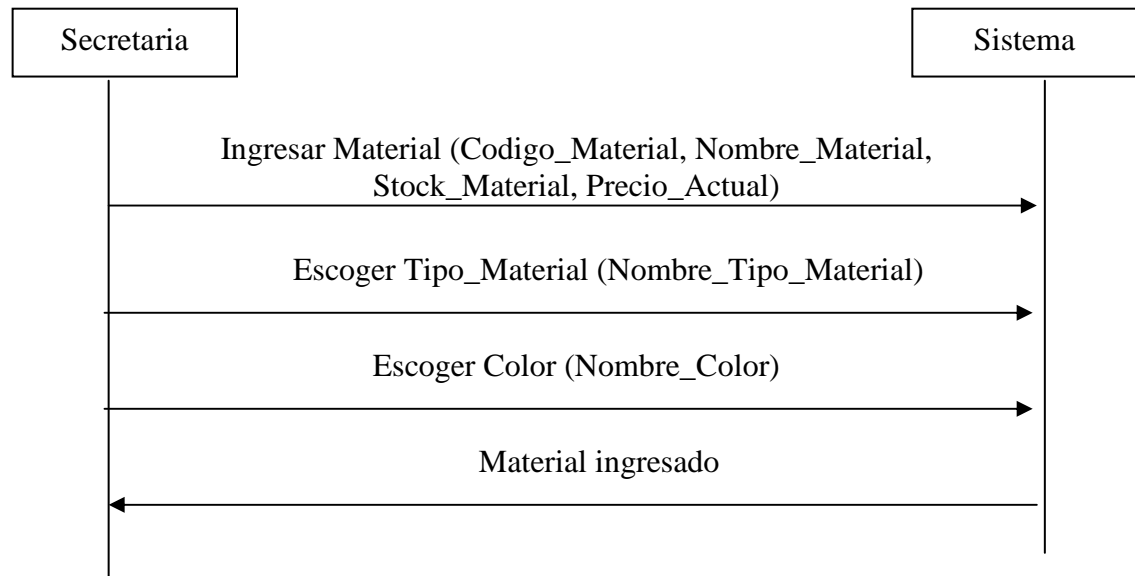 Secretaria
Sistema
Ingresar Material (Codigo_Material, Nombre_Material,
Stock_Material, Precio_Actual)
Escoger Tipo_Material (Nombre_Tipo_Material)
Escoger Color (Nombre_Color)
Material ingresado